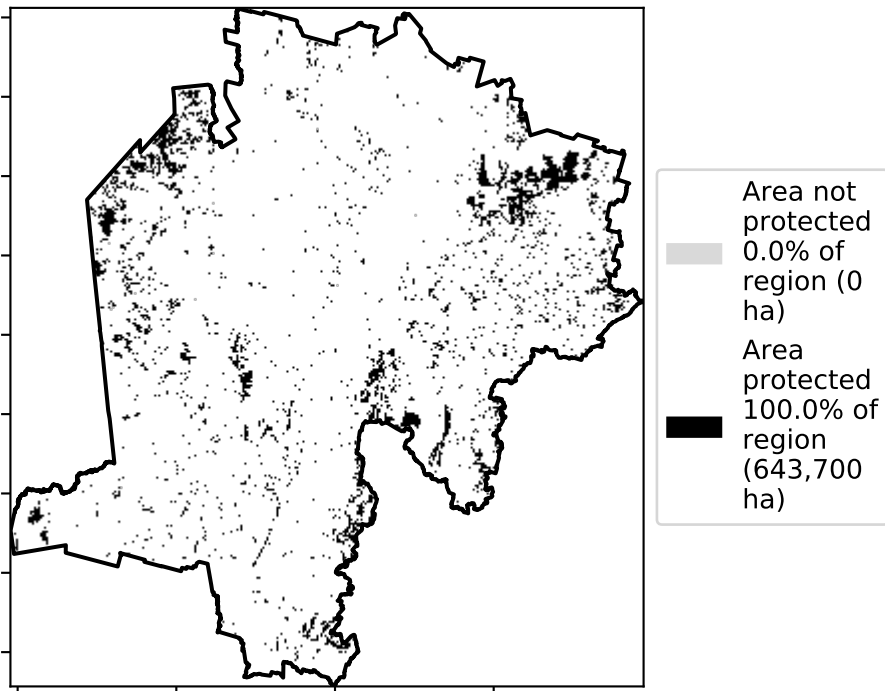 Area not
protected
0.0% of
region (0
ha)
Area
protected
100.0% of
region
(643,700
ha)